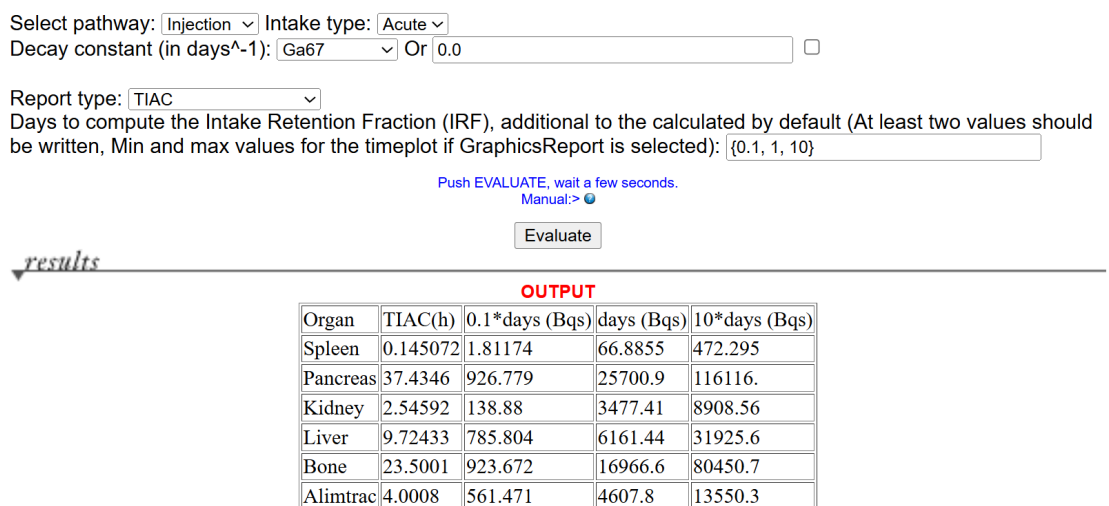 Select pathway: Injection Intake type: Acute
Decay constant (in days^-1): Ga67 Or 0.0
Report type: TIAC
Days to compute the Intake Retention Fraction (IRF), additional to the calculated by default (At least two values should
be written, Min and max values for the timeplot if GraphicsReport is selected): {0.1, 1, 10}
Push EVALUATE, wait a few seconds.
Manual:>
Evaluate
results
OUTPUT
Organ TIAC(h) 0.1*days (Bqs) days (Bqs) 10*days (Bqs)
Spleen 0.145072 1.81174 66.8855 472.295
Pancreas 37.4346 926.779 25700.9 116116.
Kidney 2.54592 138.88 3477.41 8908.56
Liver 9.72433 785.804 6161.44 31925.6
Bone 23.5001 923.672 16966.6 80450.7
Alimtrac 4.0008 561.471 4607.8 13550.3